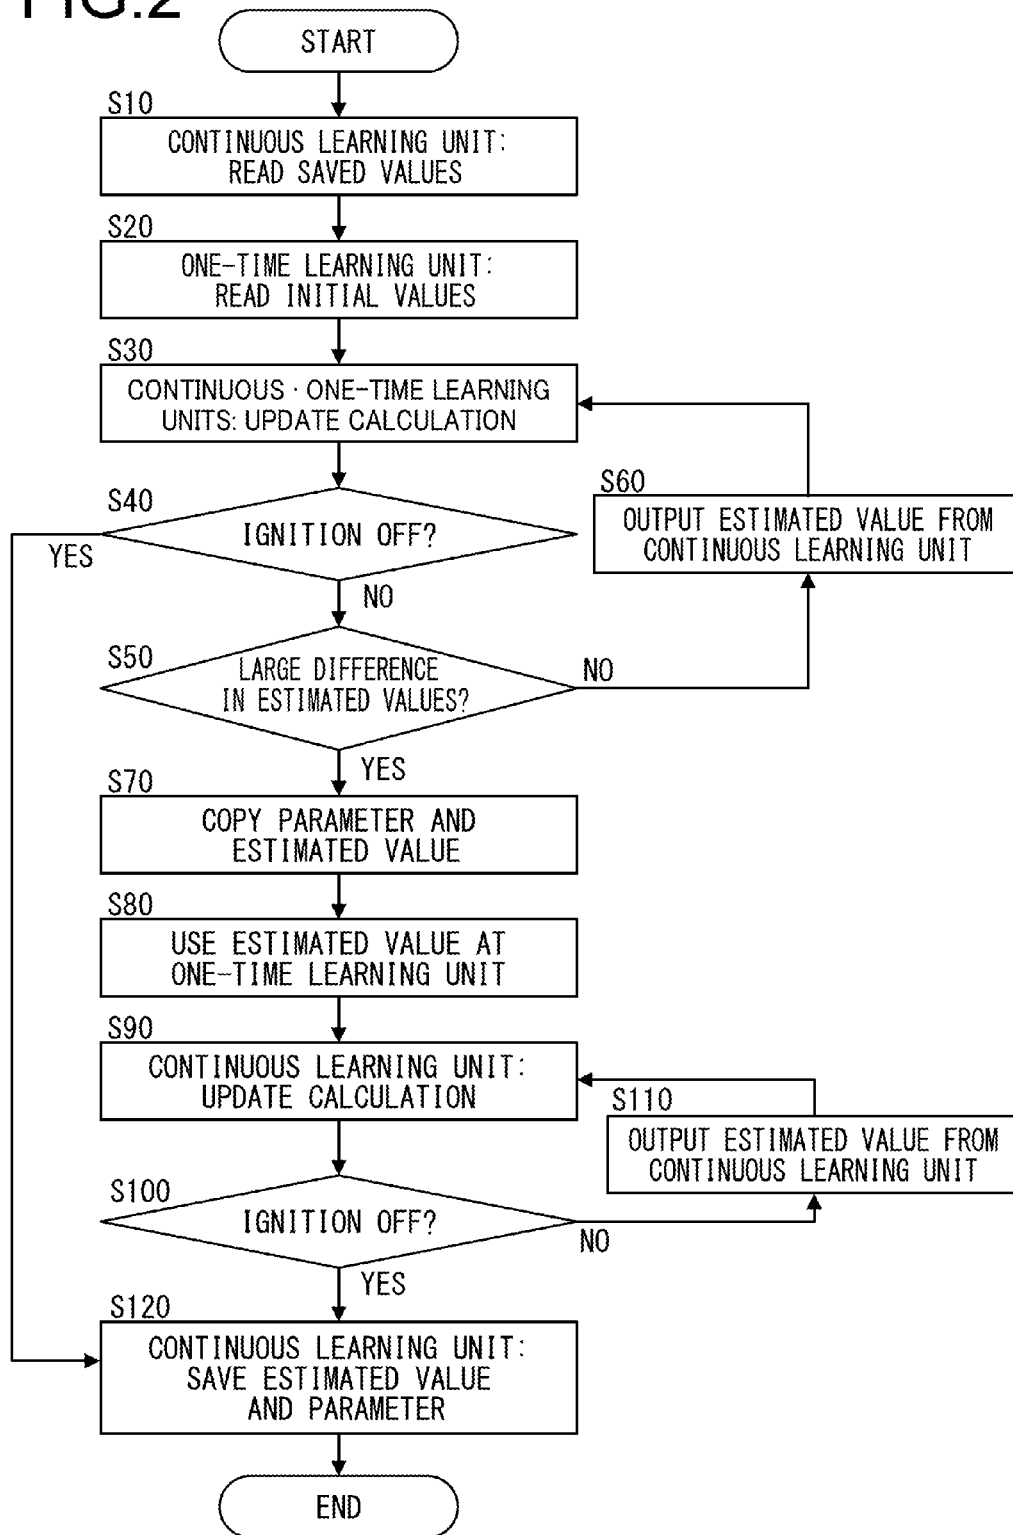 FIG.2
START
S10
CONTINUOUS LEARNING UNIT:
READ SAVED VALUES
S20
ONE-TIME LEARNING UNIT:
READ INITIAL VALUES
S30
CONTINUOUS · ONE-TIME LEARNING
UNITS: UPDATE CALCULATION
S40
IGNITION OFF?
YES
NO
S60
OUTPUT ESTIMATED VALUE FROM
CONTINUOUS LEARNING UNIT
S50
LARGE DIFFERENCE
IN ESTIMATED VALUES?
NO
YES
S70
COPY PARAMETER AND
ESTIMATED VALUE
S80
USE ESTIMATED VALUE AT
ONE-TIME LEARNING UNIT
S90
CONTINUOUS LEARNING UNIT:
UPDATE CALCULATION
S110
OUTPUT ESTIMATED VALUE FROM
CONTINUOUS LEARNING UNIT
S100
IGNITION OFF?
NO
YES
S120
CONTINUOUS LEARNING UNIT:
SAVE ESTIMATED VALUE
AND PARAMETER
END